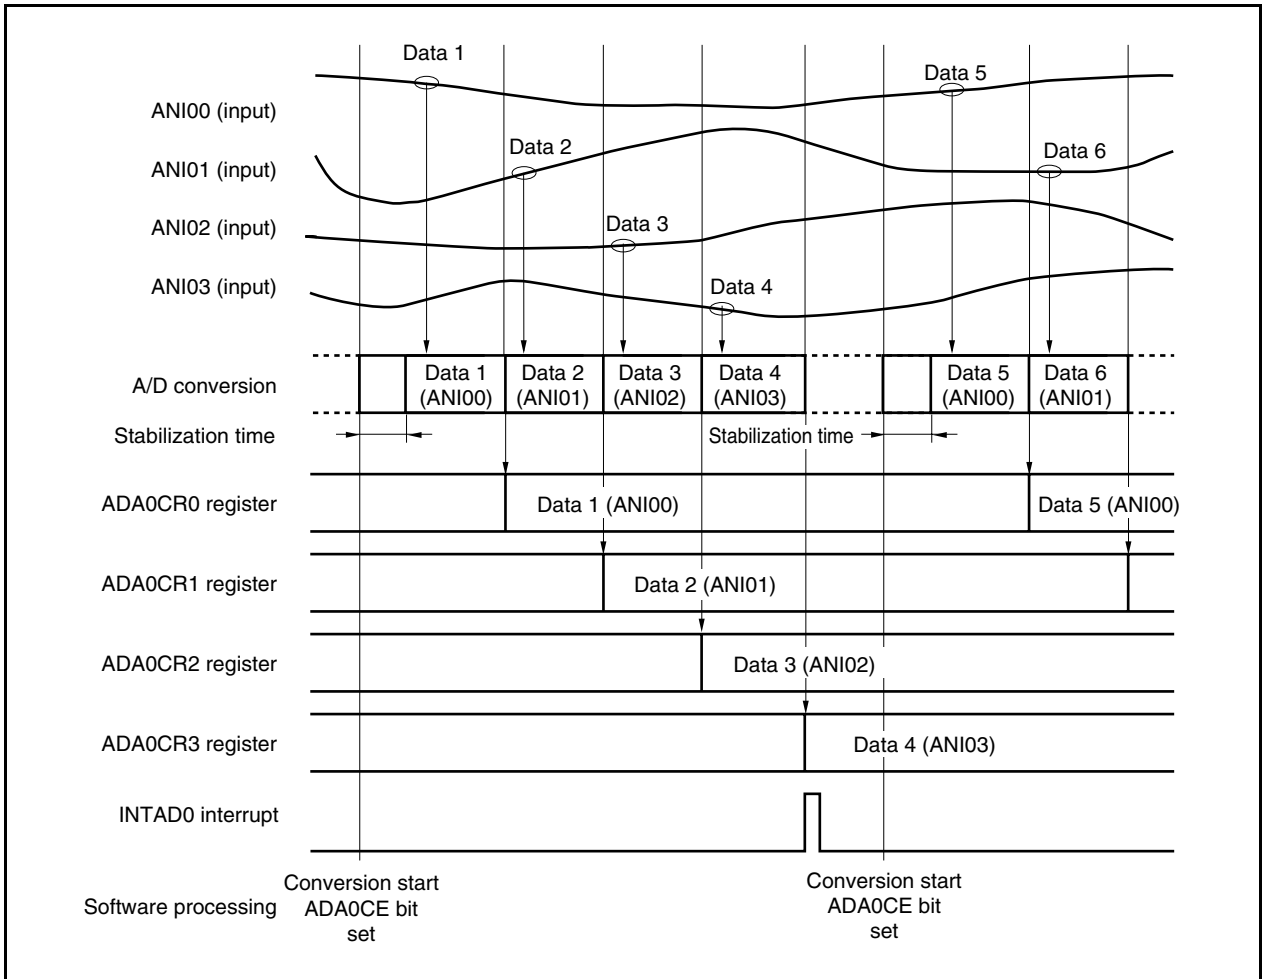 Data 1
Data 5
ANI00 (input)
Data 2
Data 6
ANI01 (input)
ANI02 (input)
Data 3
ANI03 (input)
Data 4
A/D conversion
Data 1
(ANI00)
Data 2
(ANI01)
Data 3
(ANI02)
Data 4
(ANI03)
Data 5
(ANI00)
Data 6
(ANI01)
Stabilization time
Stabilization time
ADA0CR0 register
Data 1 (ANI00)
Data 5 (ANI00)
ADA0CR1 register
Data 2 (ANI01)
ADA0CR2 register
Data 3 (ANI02)
ADA0CR3 register
Data 4 (ANI03)
INTAD0 interrupt
Software processing
Conversion start
ADA0CE bit
set
Conversion start
ADA0CE bit
set